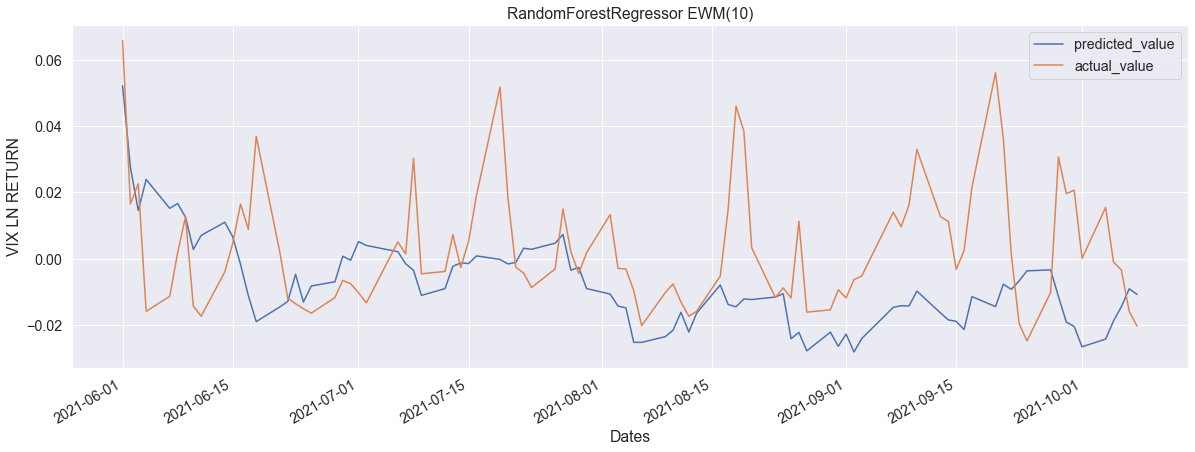 RandomForestRegressor EWM(10)
predicted_value
actual_value
VIX LN RETURN
0.06
0.04
0.02
0.00
−0.02
2021-06-01
2021-06-15
2021-07-01
2021-07-15
2021-08-01
2021-08-15
2021-09-01
2021-09-15
2021-10-01
Dates